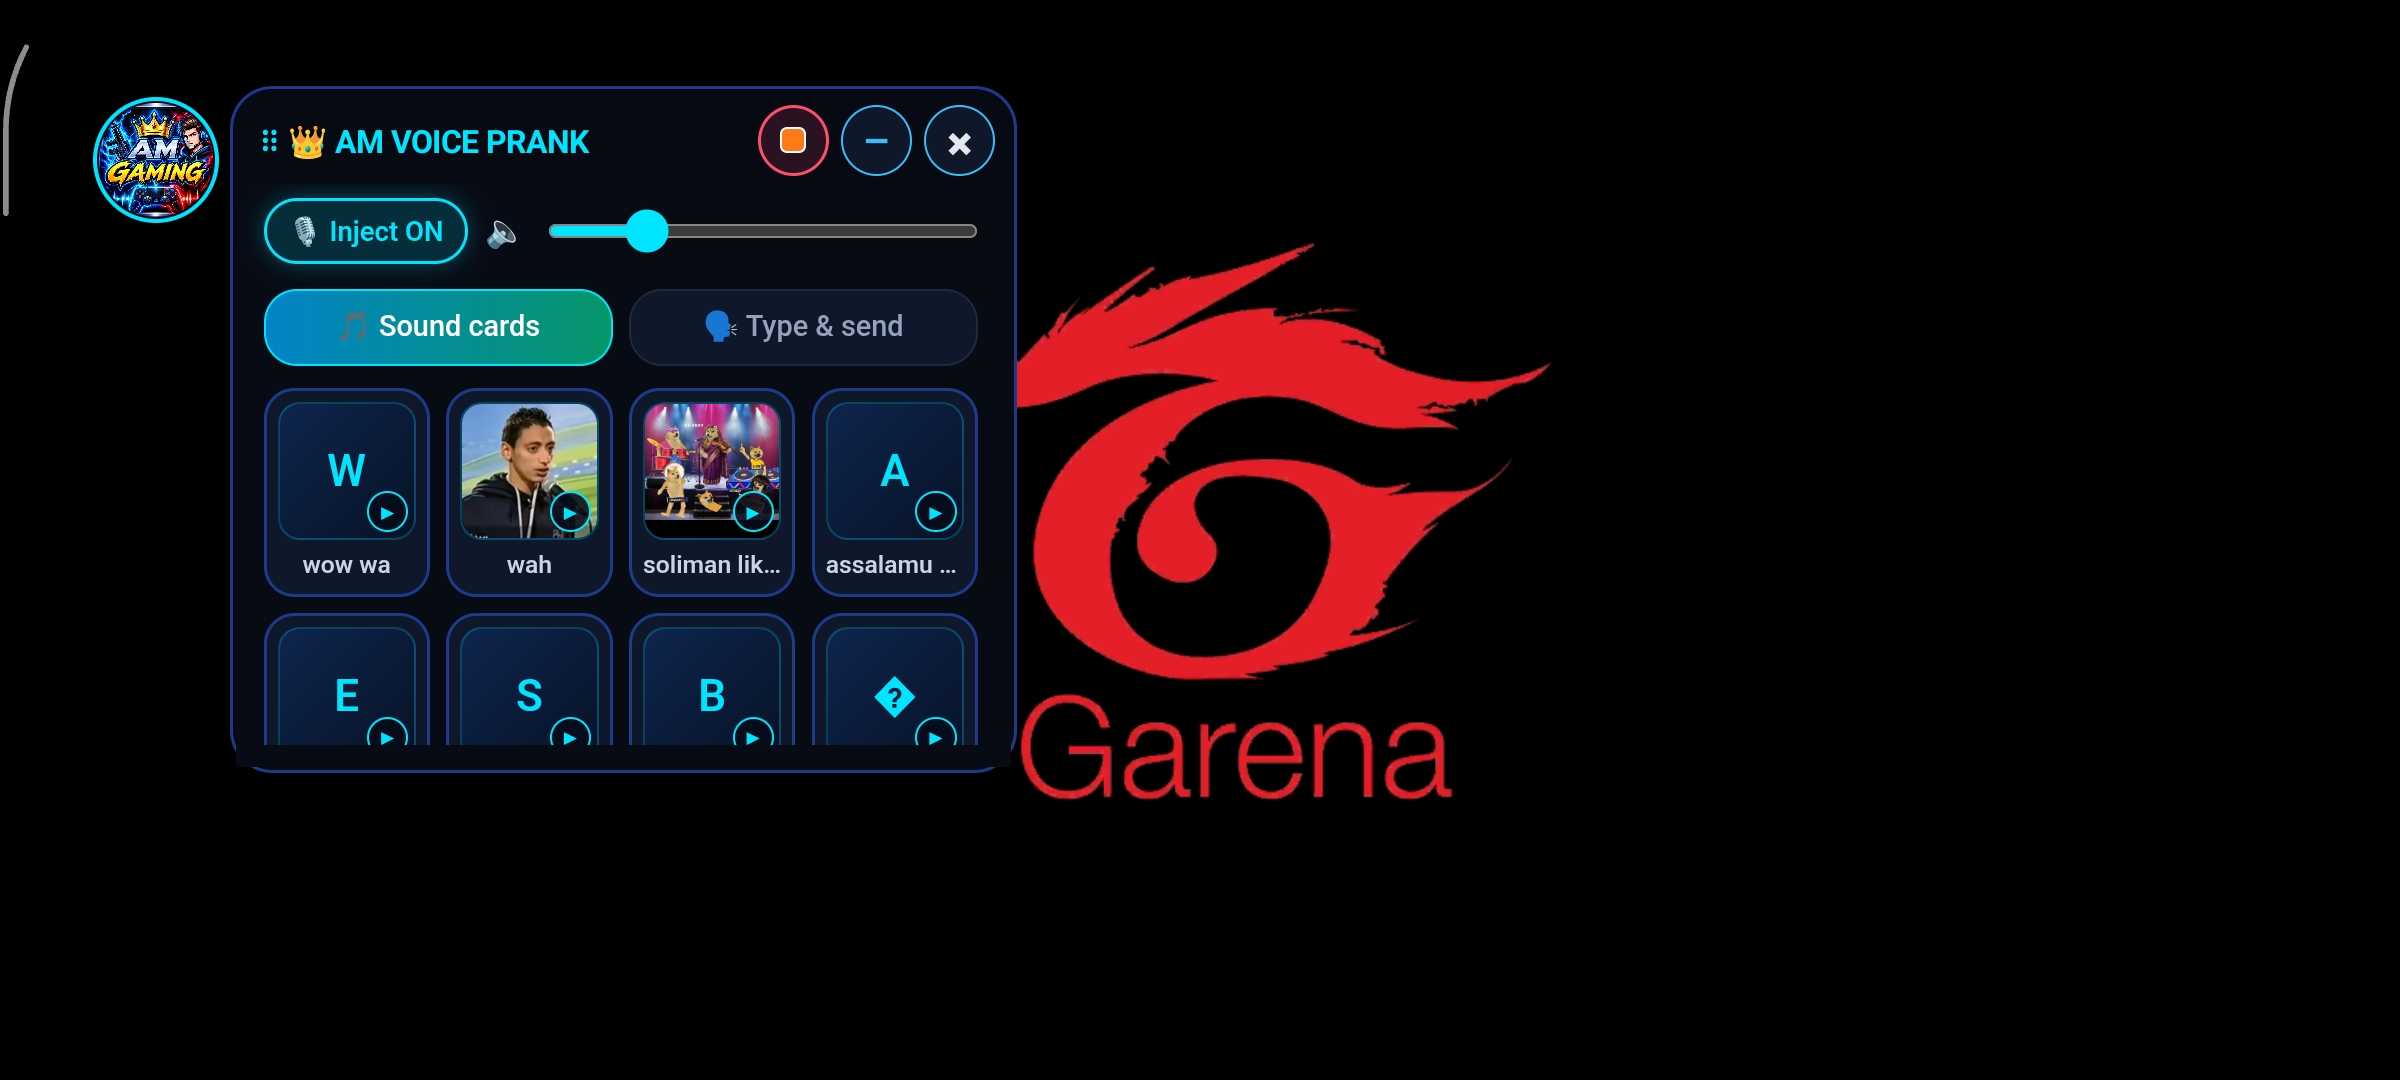 AM GAMING
AM VOICE PRANK
Inject ON
Sound cards
Type & send
W
A
wow wa
wah
soliman lik...
assalamu ...
E
S
B
Garena